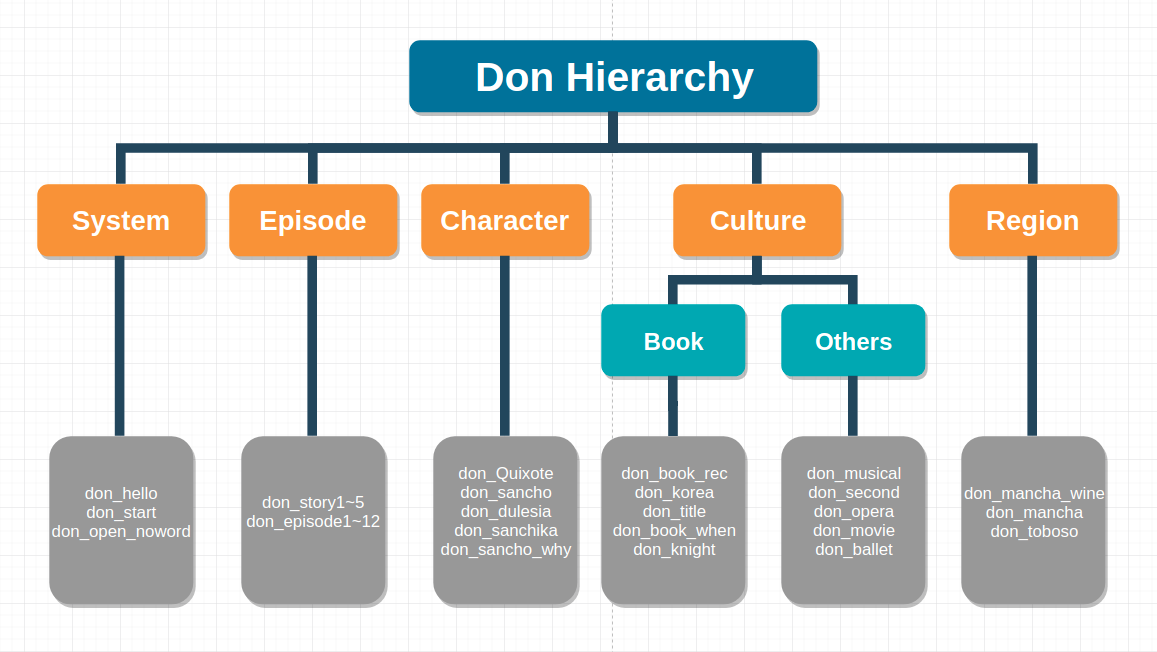 Don Hierarchy
System
Episode
Character
Culture
Region
Book
Others
don_hello
don_start
don_open_noword
don_story1~5
don_episode1~12
don_Quixote
don_sancho
don_dulesia
don_sanchika
don_sancho_why
don_book_rec
don_korea
don_title
don_book_when
don_knight
don_musical
don_second
don_opera
don_movie
don_ballet
don_mancha_wine
don_mancha
don_toboso